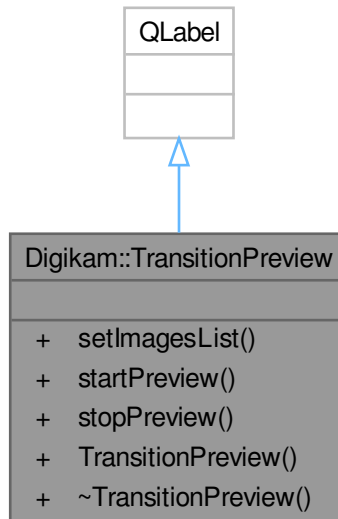 QLabel
Digikam::TransitionPreview
+ setImagesList()
+ startPreview()
+ stopPreview()
+ TransitionPreview()
+ ~TransitionPreview()